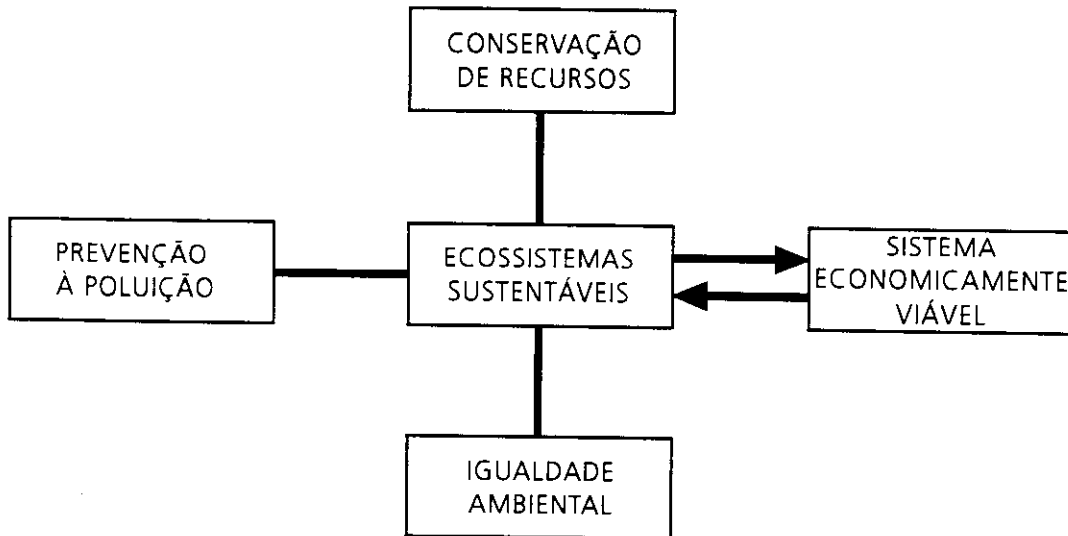 CONSERVAÇÃO
DE RECURSOS
PREVENÇÃO
À POLUIÇÃO
ECOSSISTEMAS
SUSTENTÁVEIS
SISTEMA
ECONOMICAMENTE
VIÁVEL
IGUALDADE
AMBIENTAL